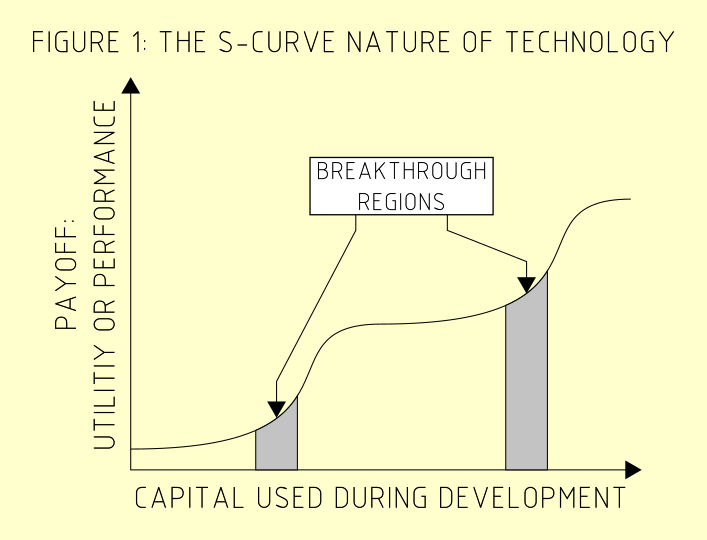 FIGURE 1: THE S-CURVE NATURE OF TECHNOLOGY
PAYOFF:
UTILITIY OR PERFORMANCE
BREAKTHROUGH
REGIONS
CAPITAL USED DURING DEVELOPMENT